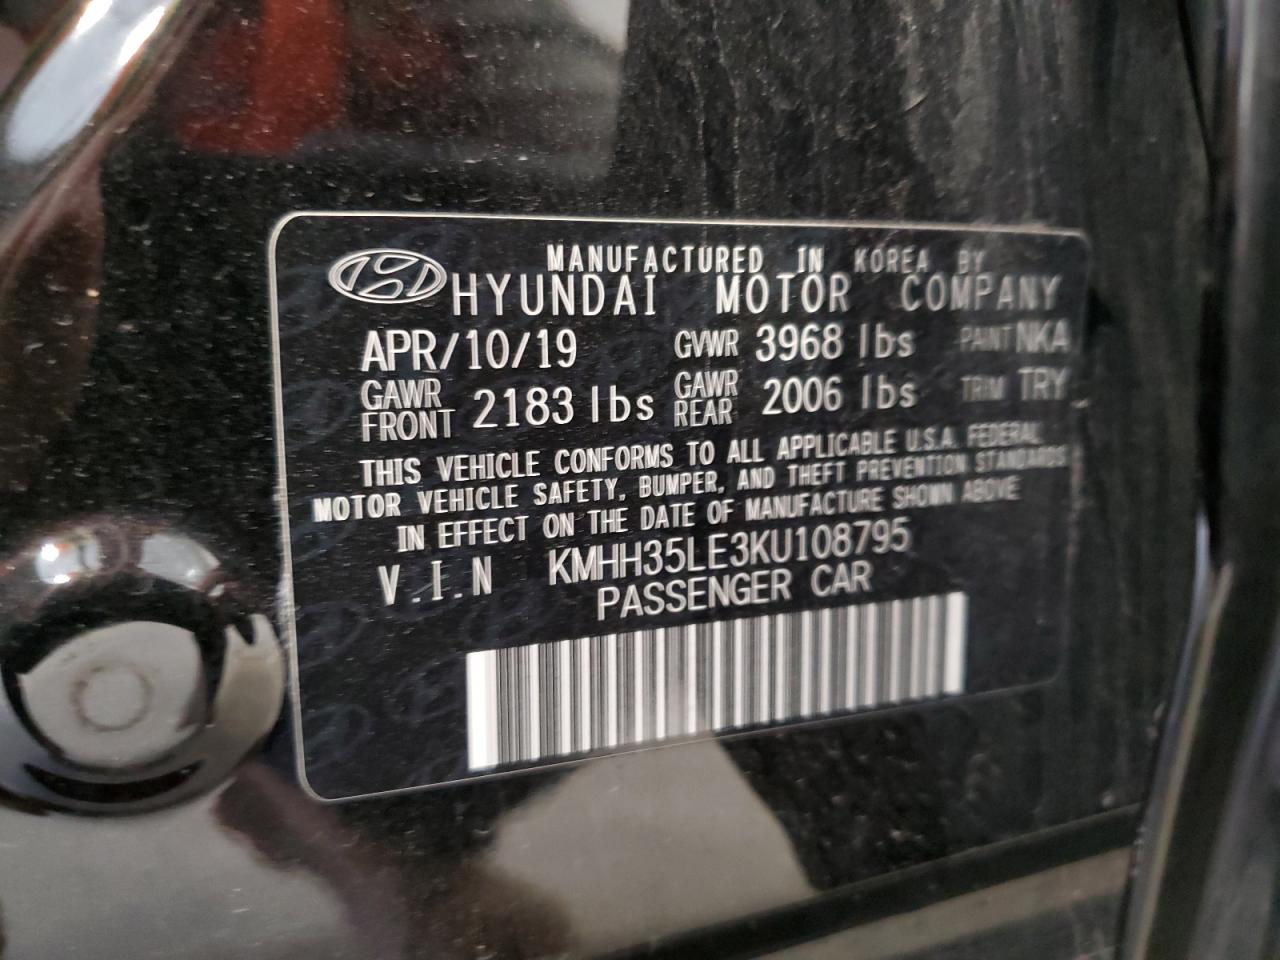 MANUFACTURED IN KOREA BY
HYUNDAI MOTOR COMPANY
APR/10/19 GVWR 3968 lbs PAINT NKA
GAWR FRONT 2183 lbs GAWR REAR 2006 lbs TRIM TRY
THIS VEHICLE CONFORMS TO ALL APPLICABLE U.S.A. FEDERAL
MOTOR VEHICLE SAFETY, BUMPER, AND THEFT PREVENTION STANDARDS
IN EFFECT ON THE DATE OF MANUFACTURE SHOWN ABOVE
V.I.N KMHH35LE3KU108795
PASSENGER CAR